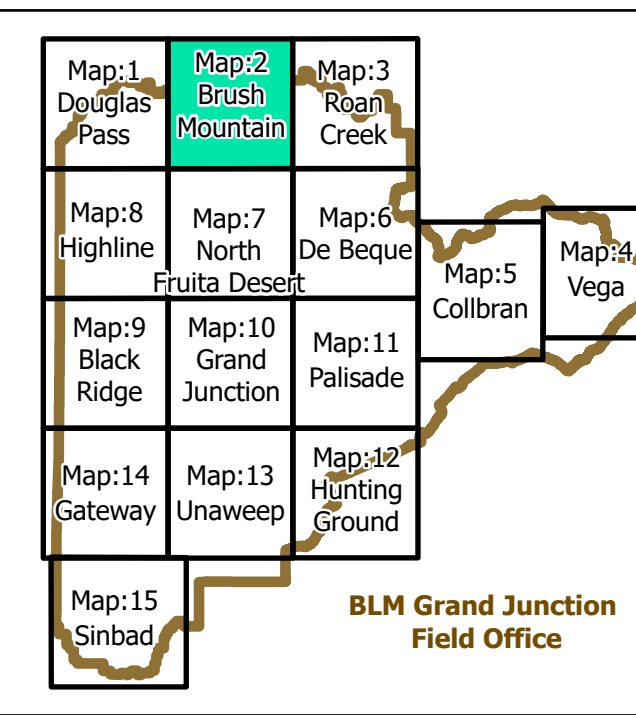 Map:1
Douglas
Pass
Map:2
Brush
Mountain
Map:3
Roan
Creek
Map:8
Highline
Map:7
North
Fruita Desert
Map:6
De Beque
Map:5
Collbran
Map:4
Vega
Map:9
Black
Ridge
Map:10
Grand
Junction
Map:11
Palisade
Map:14
Gateway
Map:13
Unaweep
Map:12
Hunting
Ground
Map:15
Sinbad
BLM Grand Junction
Field Office